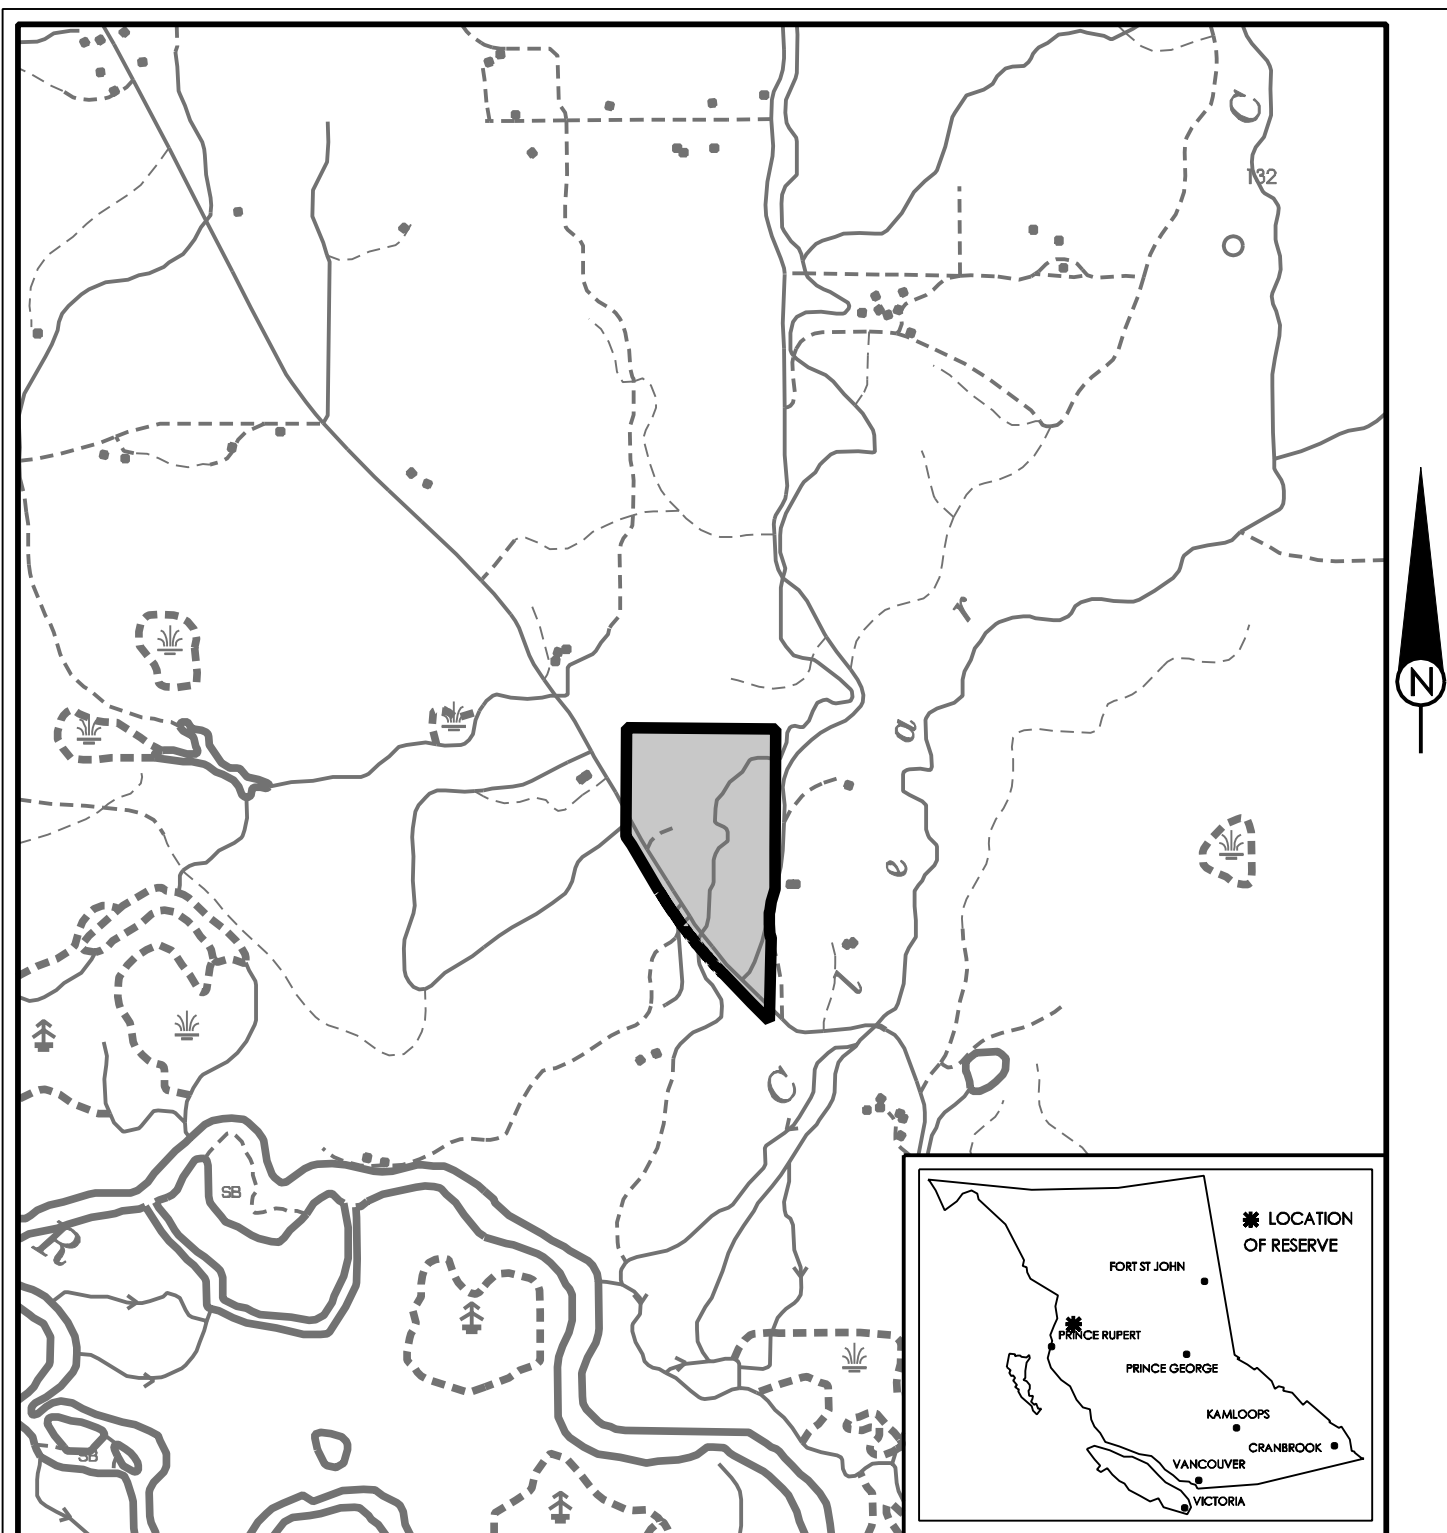 C
132
r
a
N
e
l
C
SB
R
SB
LOCATION
OF RESERVE
FORT ST JOHN
PRINCE RUPERT
PRINCE GEORGE
KAMLOOPS
CRANBROOK
VANCOUVER
VICTORIA